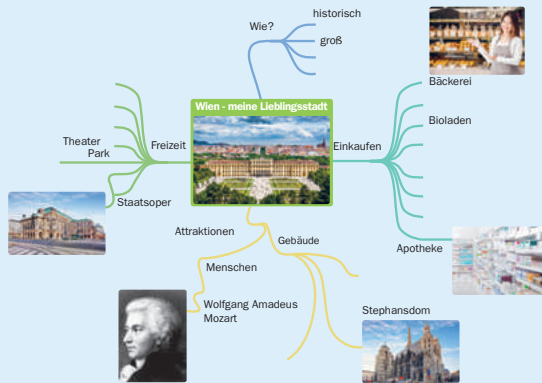 historisch
Wie?
groß
Bäckerei
Wien - meine Lieblingsstadt
Bioladen
Theater
Park
Freizeit
Einkaufen
Staatsoper
Attraktionen
Gebäude
Apotheke
Menschen
Wolfgang Amadeus
Mozart
Stephansdom